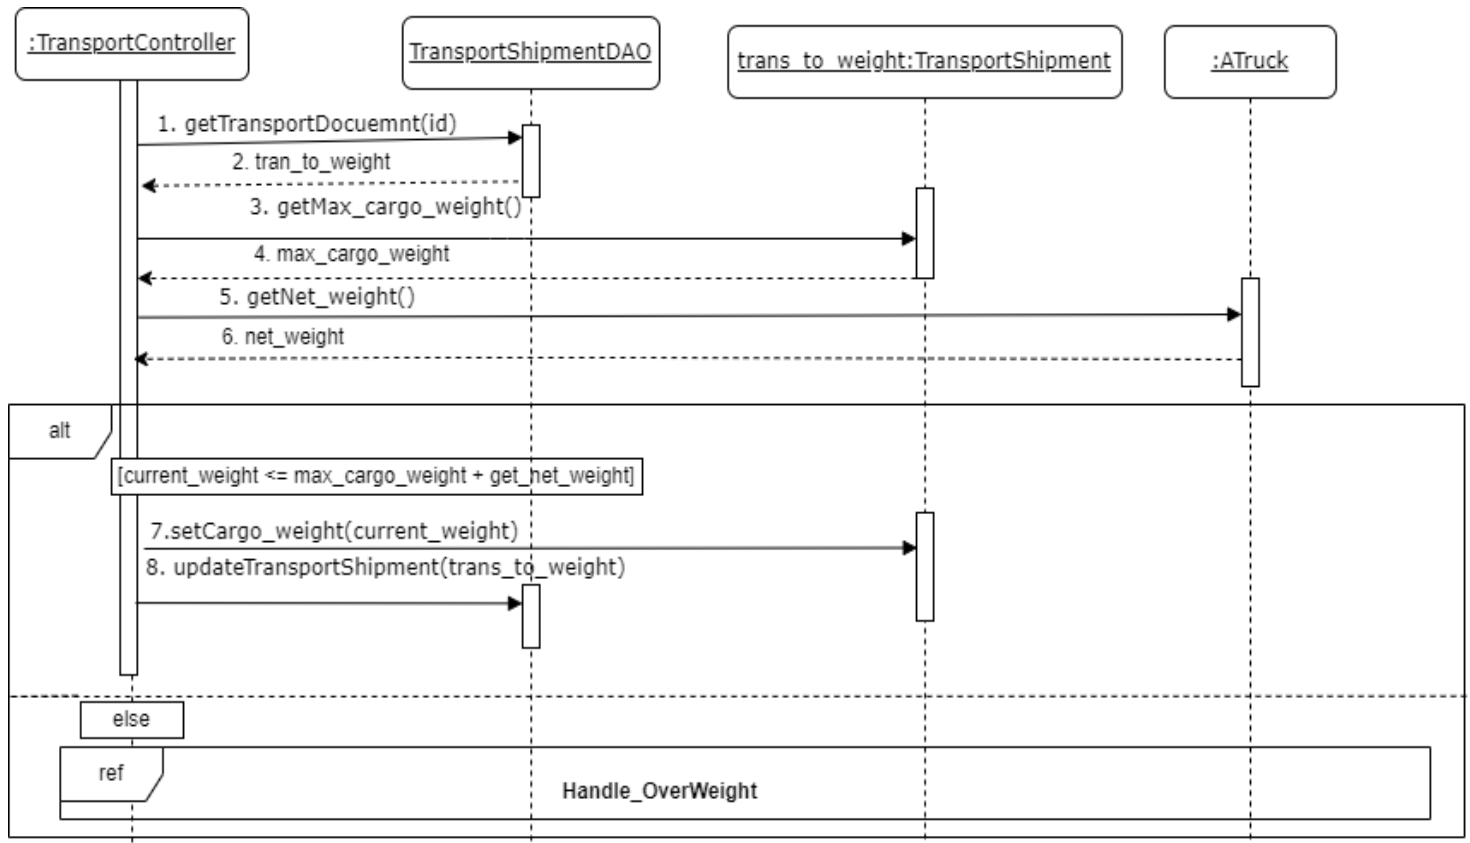 :TransportController
TransportShipmentDAO
trans_to_weight:TransportShipment
:ATruck
1. getTransportDocuemnt(id)
2. tran_to_weight
3. getMax_cargo_weight()
4. max_cargo_weight
5. getNet_weight()
6. net_weight
alt
[current_weight <= max_cargo_weight + get_net_weight]
7.setCargo_weight(current_weight)
8. updateTransportShipment(trans_to_weight)
else
ref
Handle_OverWeight